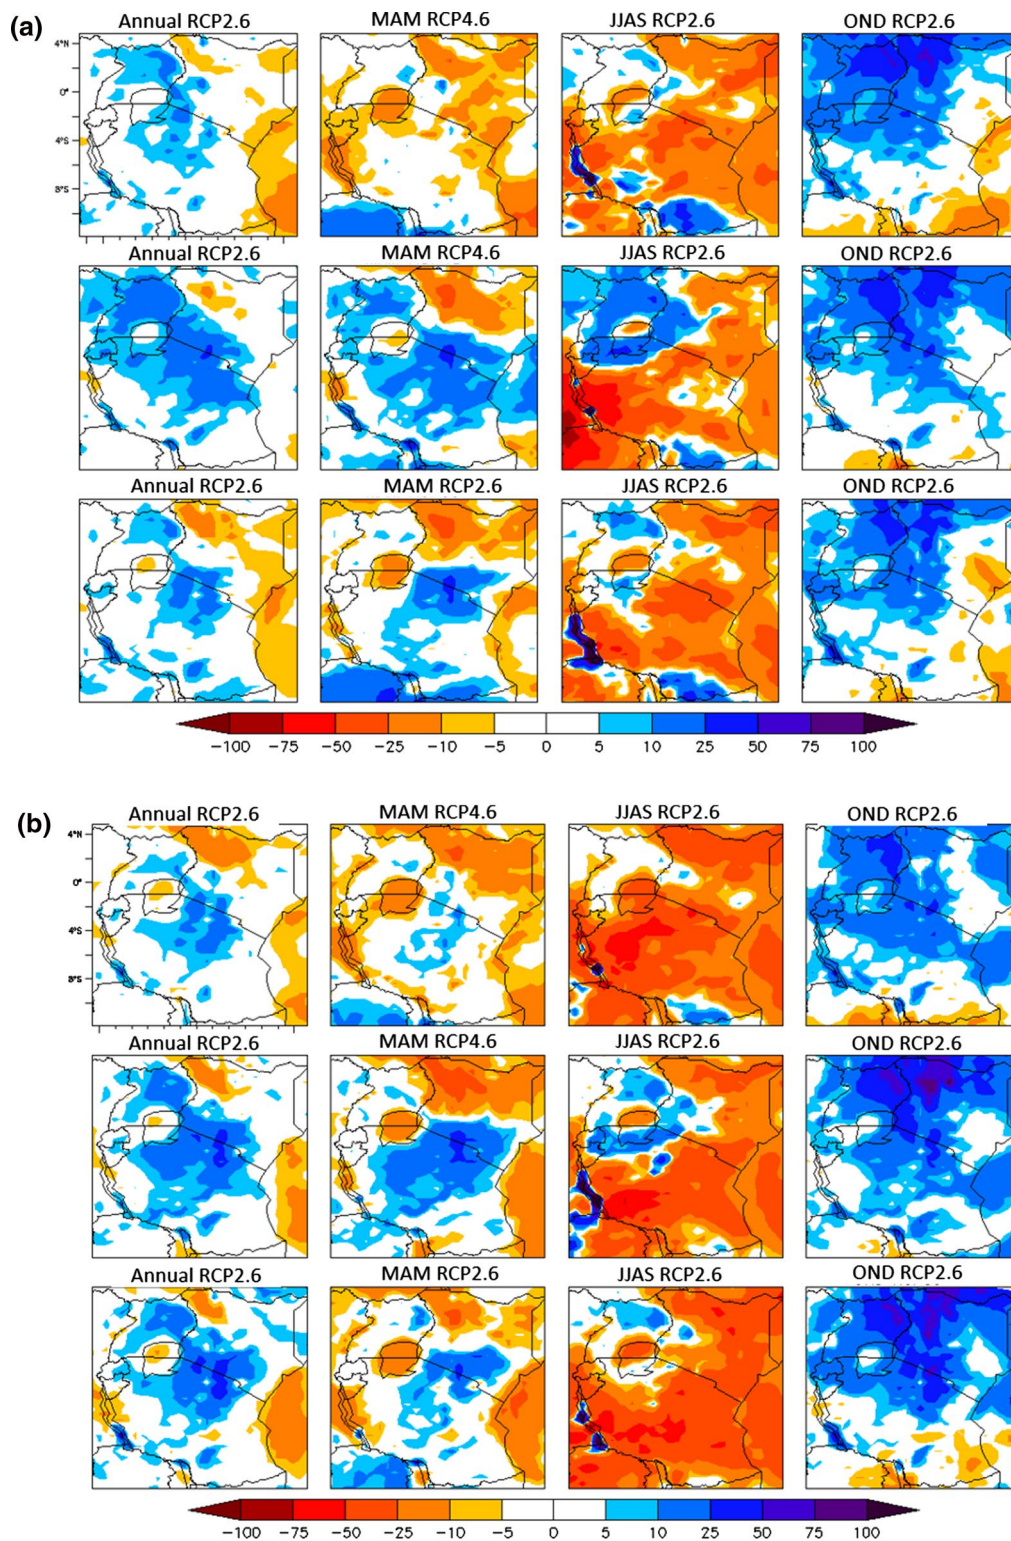 (a)
Annual RCP2.6 MAM RCP4.6 JJAS RCP2.6 OND RCP2.6
4°N
0°
4°S
8°S
Annual RCP2.6 MAM RCP4.6 JJAS RCP2.6 OND RCP2.6
Annual RCP2.6 MAM RCP2.6 JJAS RCP2.6 OND RCP2.6
−100 −75 −50 −25 −10 −5 0 5 10 25 50 75 100
(b)
Annual RCP2.6 MAM RCP4.6 JJAS RCP2.6 OND RCP2.6
4°N
0°
4°S
8°S
Annual RCP2.6 MAM RCP4.6 JJAS RCP2.6 OND RCP2.6
Annual RCP2.6 MAM RCP2.6 JJAS RCP2.6 OND RCP2.6
−100 −75 −50 −25 −10 −5 0 5 10 25 50 75 100